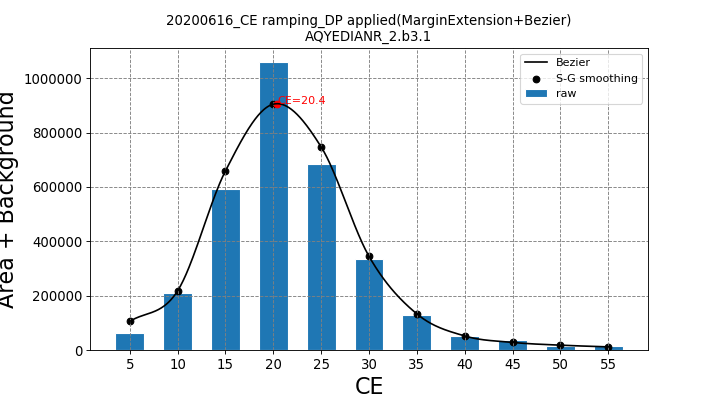 20200616_CE ramping_DP applied(MarginExtension+Bezier)
AQYEDIANR_2.b3.1
Area + Background
1000000
800000
600000
400000
200000
0
CE=20.4
Bezier
S-G smoothing
raw
5 10 15 20 25 30 35 40 45 50 55
CE